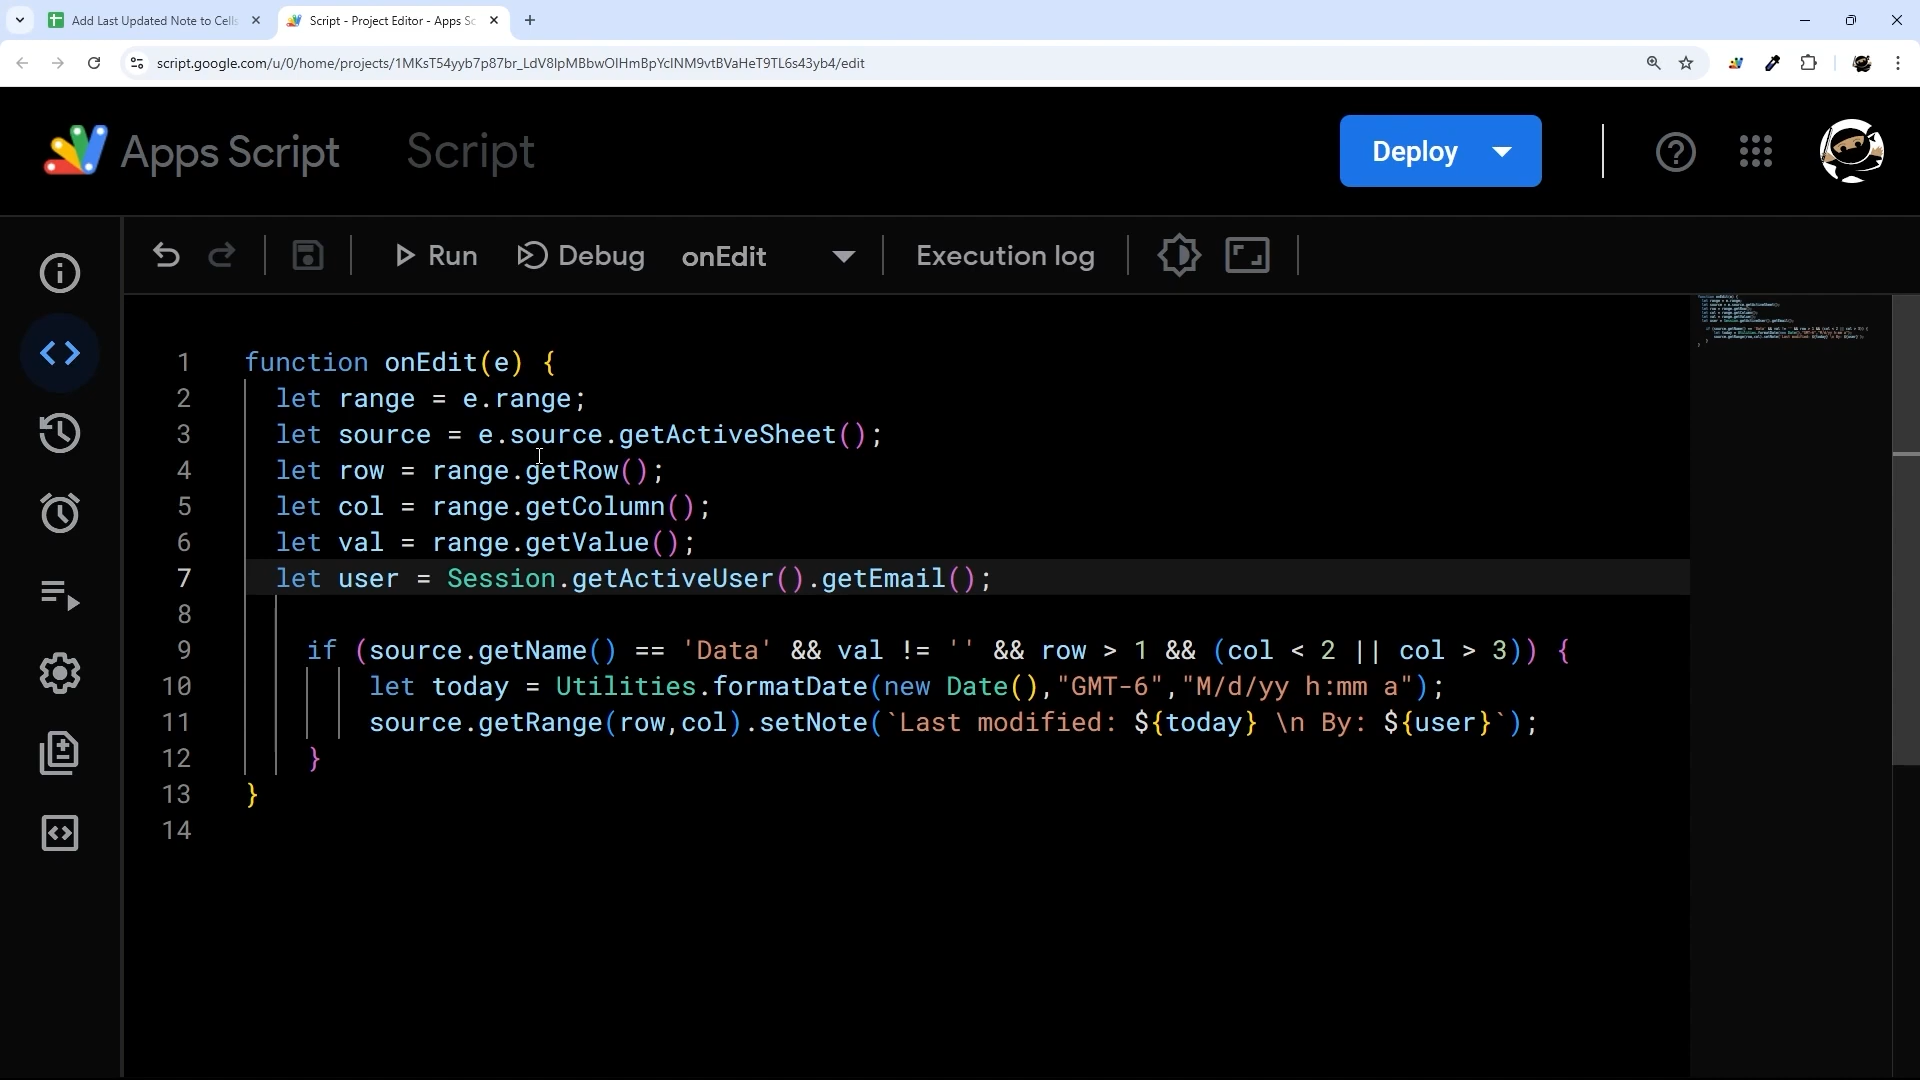 Add Last Updated Note to Cells
Script - Project Editor - Apps Sc
script.google.com/u/0/home/projects/1MKsT54yyb7p87br_LdV8lpMBbwOIHmBpYclNM9vtBVaHeT9TL6s43yb4/edit
Apps Script Script Deploy
Run Debug onEdit Execution log
1 function onEdit(e) {
2 let range = e.range;
3 let source = e.source.getActiveSheet();
4 let row = range.getRow();
5 let col = range.getColumn();
6 let val = range.getValue();
7 let user = Session.getActiveUser().getEmail();
8
9 if (source.getName() == 'Data' && val != '' && row > 1 && (col < 2 || col > 3)) {
10 let today = Utilities.formatDate(new Date(),"GMT-6","M/d/yy h:mm a");
11 source.getRange(row,col).setNote(`Last modified: ${today} \n By: ${user}`);
12 }
13 }
14